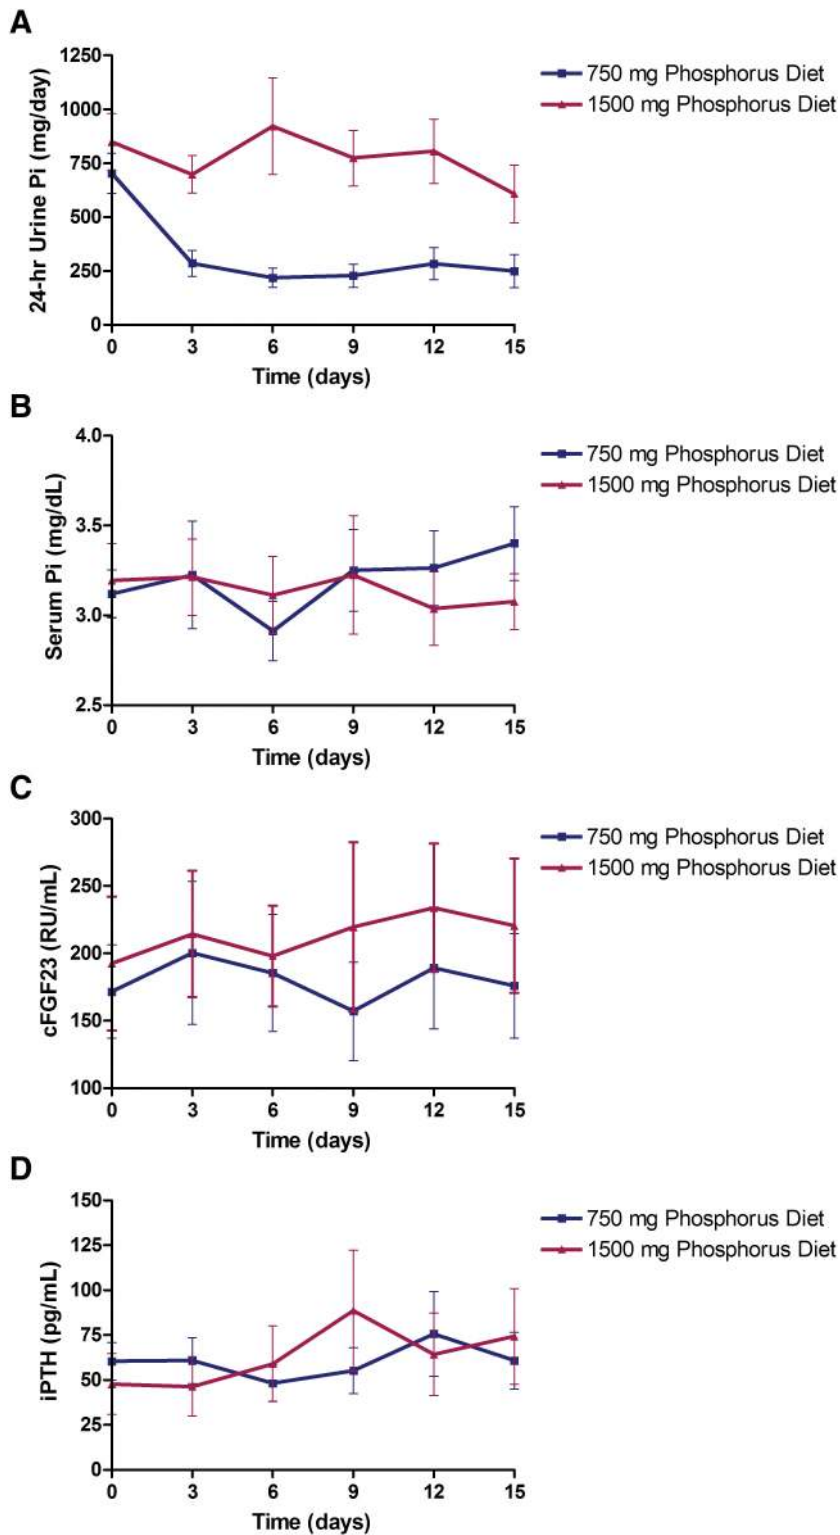 A
1250
1000
750
500
250
0
24-hr Urine Pi (mg/day)
0 3 6 9 12 15
Time (days)
750 mg Phosphorus Diet
1500 mg Phosphorus Diet
B
4.0
3.5
3.0
2.5
Serum Pi (mg/dL)
0 3 6 9 12 15
Time (days)
750 mg Phosphorus Diet
1500 mg Phosphorus Diet
C
300
250
200
150
100
cFGF23 (RU/mL)
0 3 6 9 12 15
Time (days)
750 mg Phosphorus Diet
1500 mg Phosphorus Diet
D
150
125
100
75
50
25
0
iPTH (pg/mL)
0 3 6 9 12 15
Time (days)
750 mg Phosphorus Diet
1500 mg Phosphorus Diet